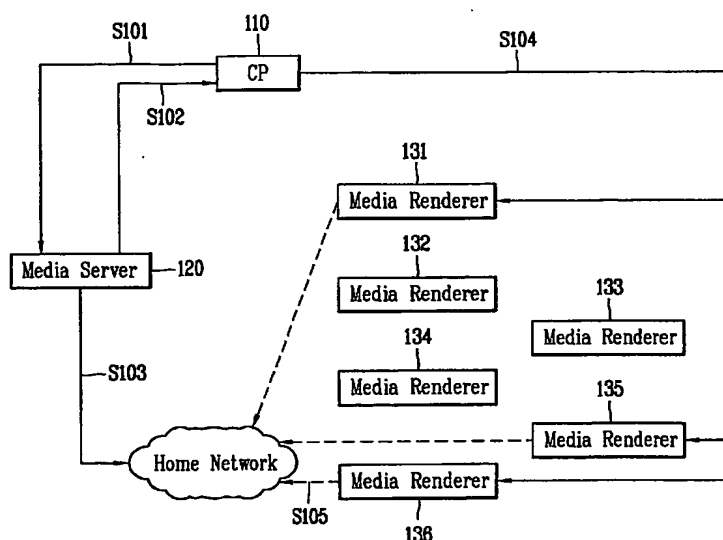 110
S101
S104
CP
S102
131
Media Renderer
132
Media Server
120
Media Renderer
133
134
Media Renderer
S103
Media Renderer
135
Media Renderer
Home Network
Media Renderer
S105
136